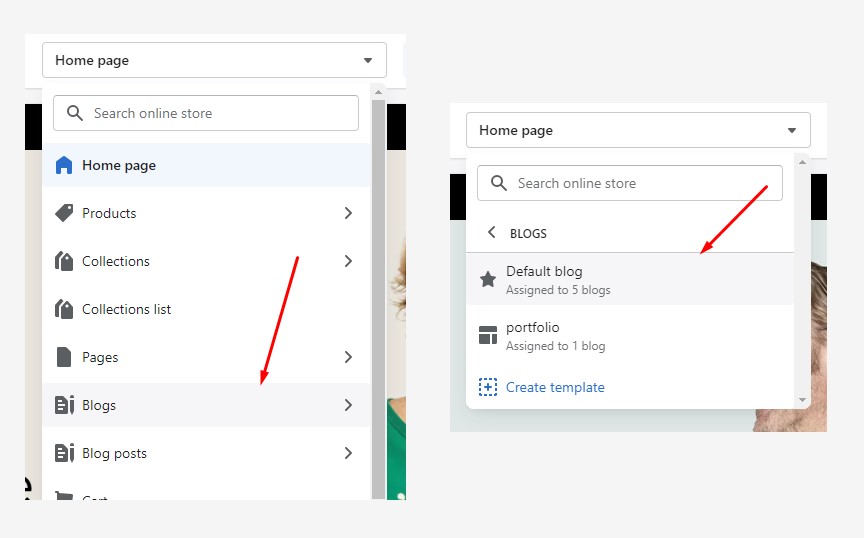 Home page
Search online store
Home page
Products
Collections
Collections list
Pages
Blogs
Blog posts
Cart
Home page
Search online store
BLOGS
Default blog
Assigned to 5 blogs
portfolio
Assigned to 1 blog
Create template